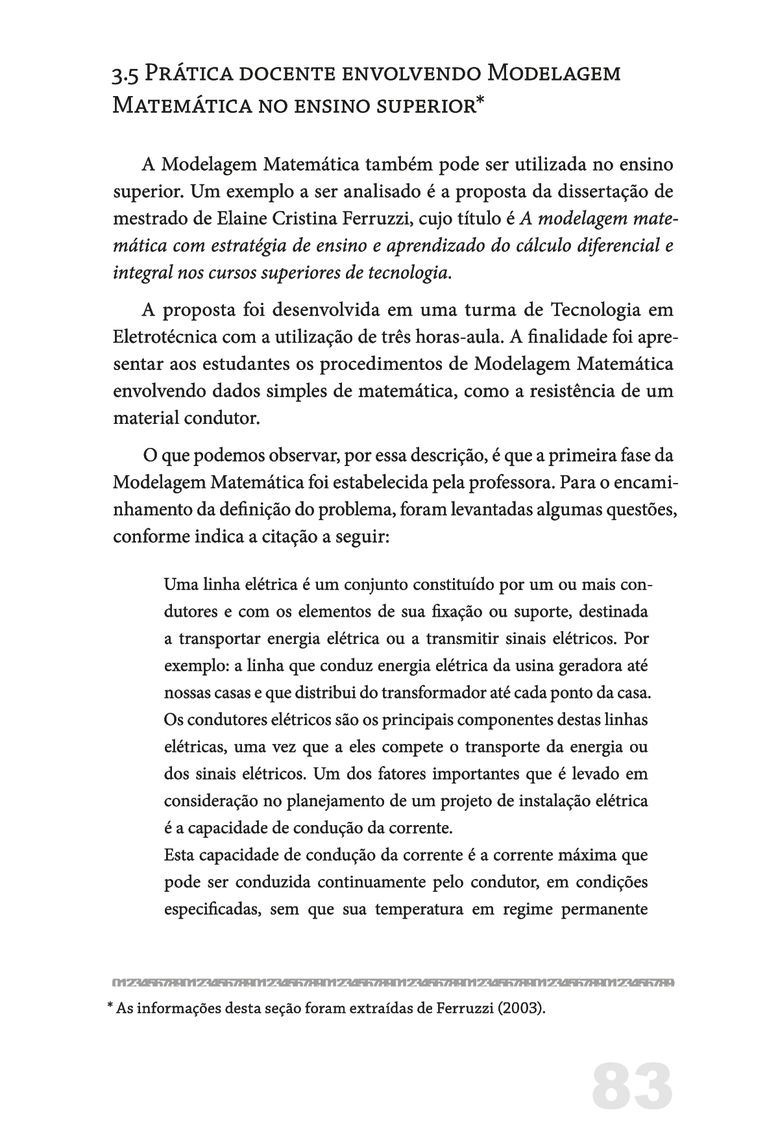 3.5 Prática docente envolvendo Modelagem
Matemática no ensino superior*
A Modelagem Matemática também pode ser utilizada no ensino
superior. Um exemplo a ser analisado é a proposta da dissertação de
mestrado de Elaine Cristina Ferruzzi, cujo título é A modelagem mate-
mática com estratégia de ensino e aprendizado do cálculo diferencial e
integral nos cursos superiores de tecnologia.
A proposta foi desenvolvida em uma turma de Tecnologia em
Eletrotécnica com a utilização de três horas-aula. A finalidade foi apre-
sentar aos estudantes os procedimentos de Modelagem Matemática
envolvendo dados simples de matemática, como a resistência de um
material condutor.
O que podemos observar, por essa descrição, é que a primeira fase da
Modelagem Matemática foi estabelecida pela professora. Para o encami-
nhamento da definição do problema, foram levantadas algumas questões,
conforme indica a citação a seguir:
Uma linha elétrica é um conjunto constituído por um ou mais con-
dutores e com os elementos de sua fixação ou suporte, destinada
a transportar energia elétrica ou a transmitir sinais elétricos. Por
exemplo: a linha que conduz energia elétrica da usina geradora até
nossas casas e que distribui do transformador até cada ponto da casa.
Os condutores elétricos são os principais componentes destas linhas
elétricas, uma vez que a eles compete o transporte da energia ou
dos sinais elétricos. Um dos fatores importantes que é levado em
consideração no planejamento de um projeto de instalação elétrica
é a capacidade de condução da corrente.
Esta capacidade de condução da corrente é a corrente máxima que
pode ser conduzida continuamente pelo condutor, em condições
especificadas, sem que sua temperatura em regime permanente
01234567890123456789012345678901234567890123456789012345678901234567890123456789
* As informações desta seção foram extraídas de Ferruzzi (2003).
83